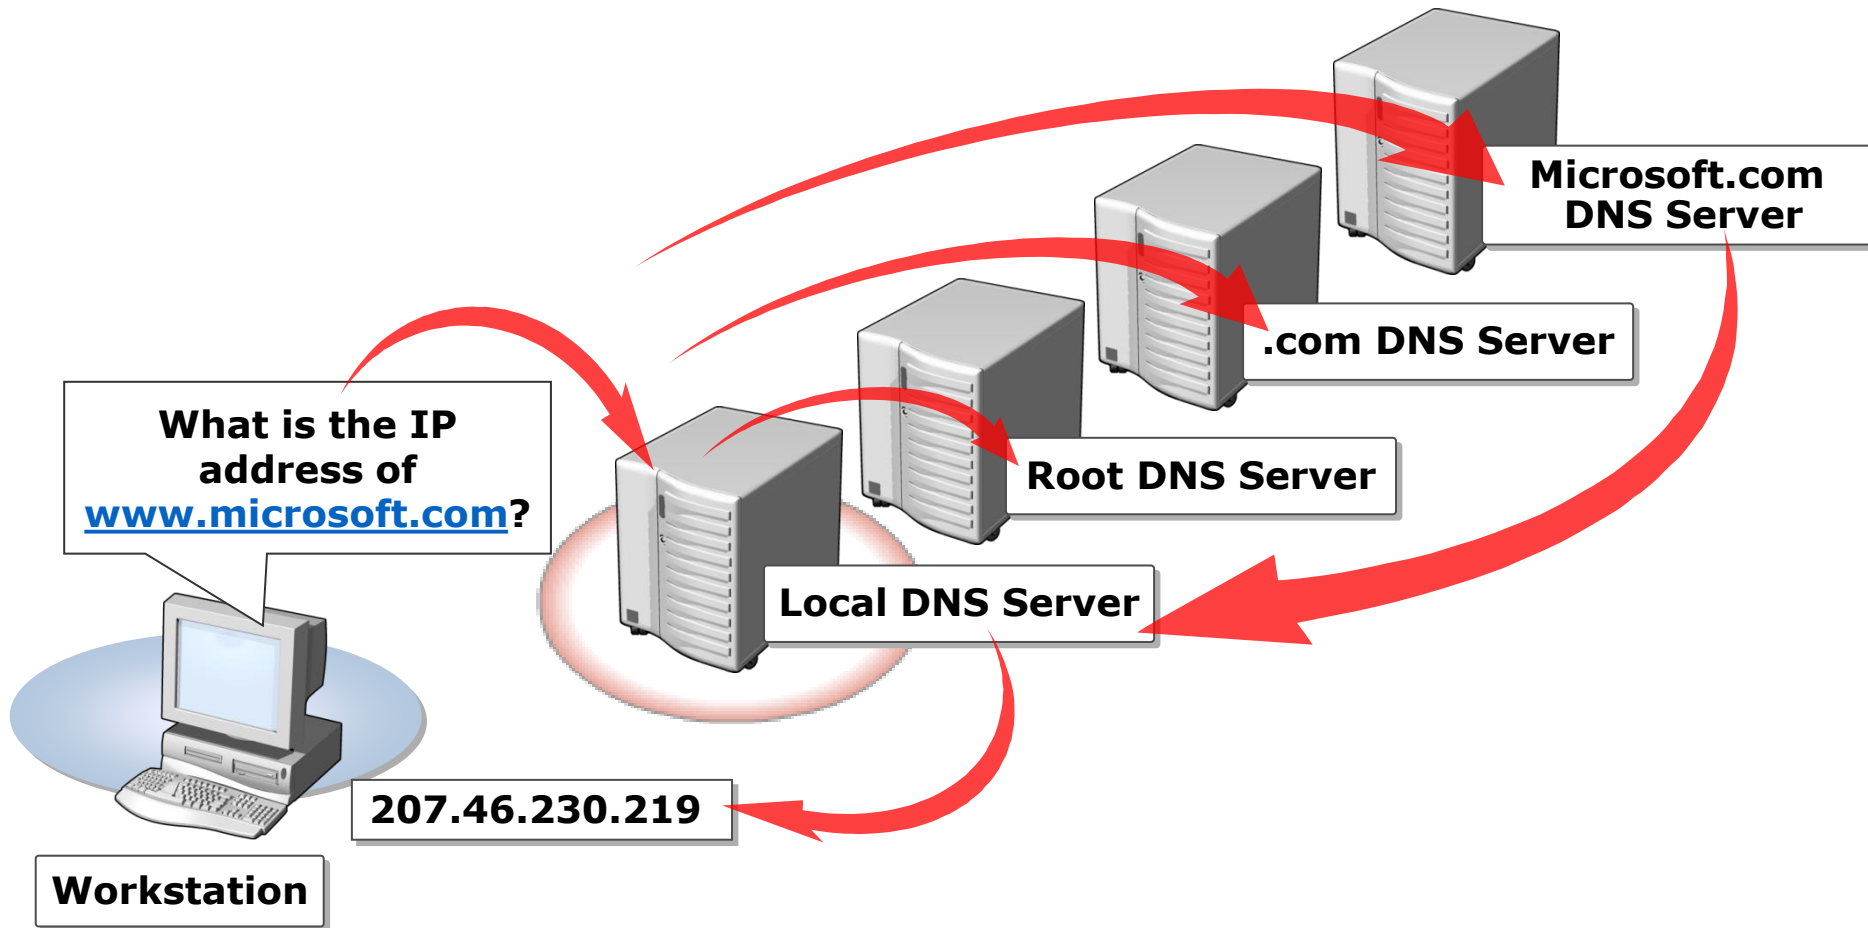 Microsoft.com
DNS Server
.com DNS Server
Root DNS Server
What is the IP
address of
www.microsoft.com?
Local DNS Server
207.46.230.219
Workstation